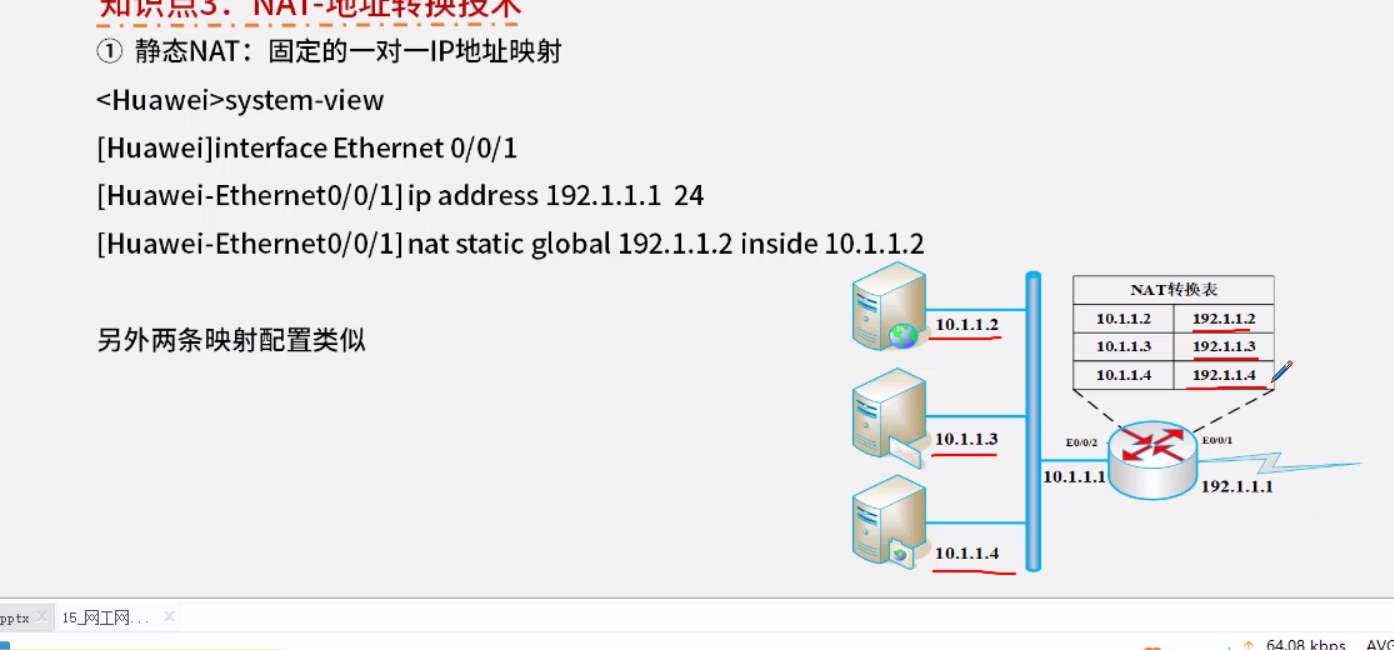 知识点3：NAT-地址转换技术
① 静态NAT：固定的一对一IP地址映射
<Huawei>system-view
[Huawei]interface Ethernet 0/0/1
[Huawei-Ethernet0/0/1]ip address 192.1.1.1 24
[Huawei-Ethernet0/0/1]nat static global 192.1.1.2 inside 10.1.1.2
另外两条映射配置类似
10.1.1.2
10.1.1.3
10.1.1.4
NAT转换表
10.1.1.2 192.1.1.2
10.1.1.3 192.1.1.3
10.1.1.4 192.1.1.4
E0/0/2
E0/0/1
10.1.1.1
192.1.1.1
pptx
15_网工网...
64.08 kbps
AVG